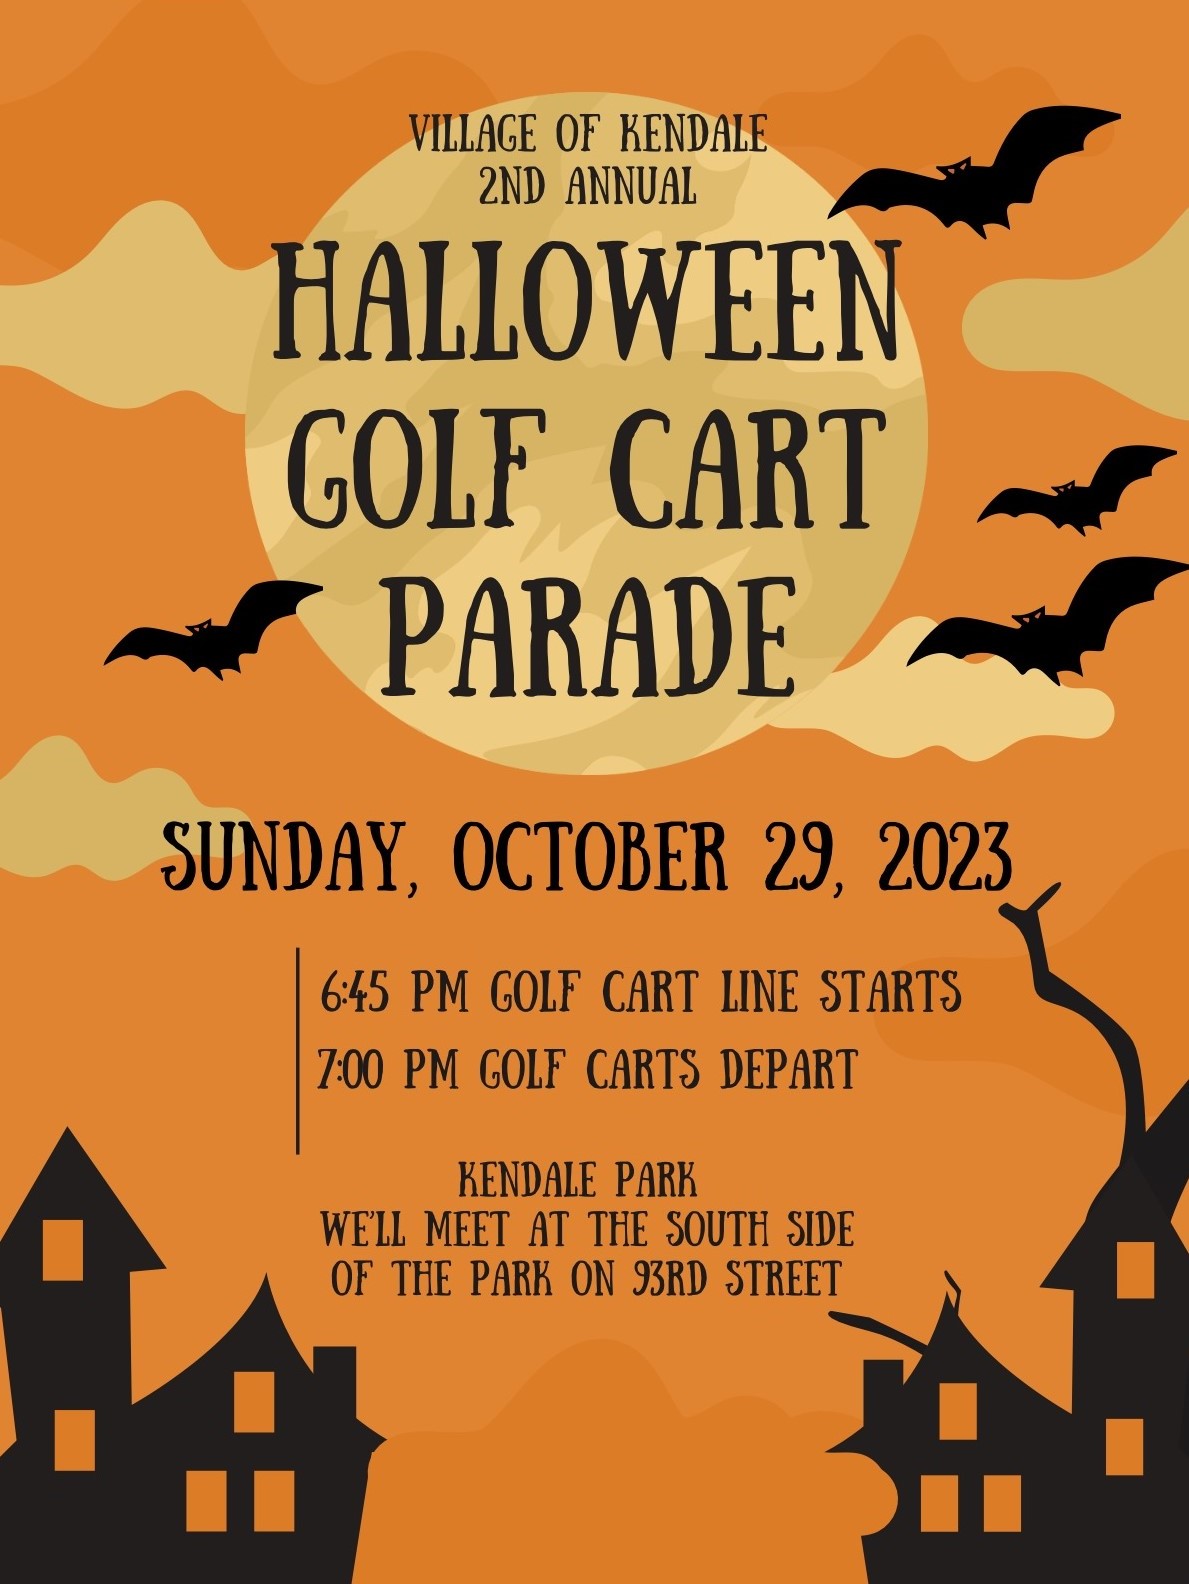 VILLAGE OF KENDALE
2ND ANNUAL
HALLOWEEN
GOLF CART
PARADE
SUNDAY, OCTOBER 29, 2023
6:45 PM GOLF CART LINE STARTS
7:00 PM GOLF CARTS DEPART
KENDALE PARK
WE'LL MEET AT THE SOUTH SIDE
OF THE PARK ON 93RD STREET